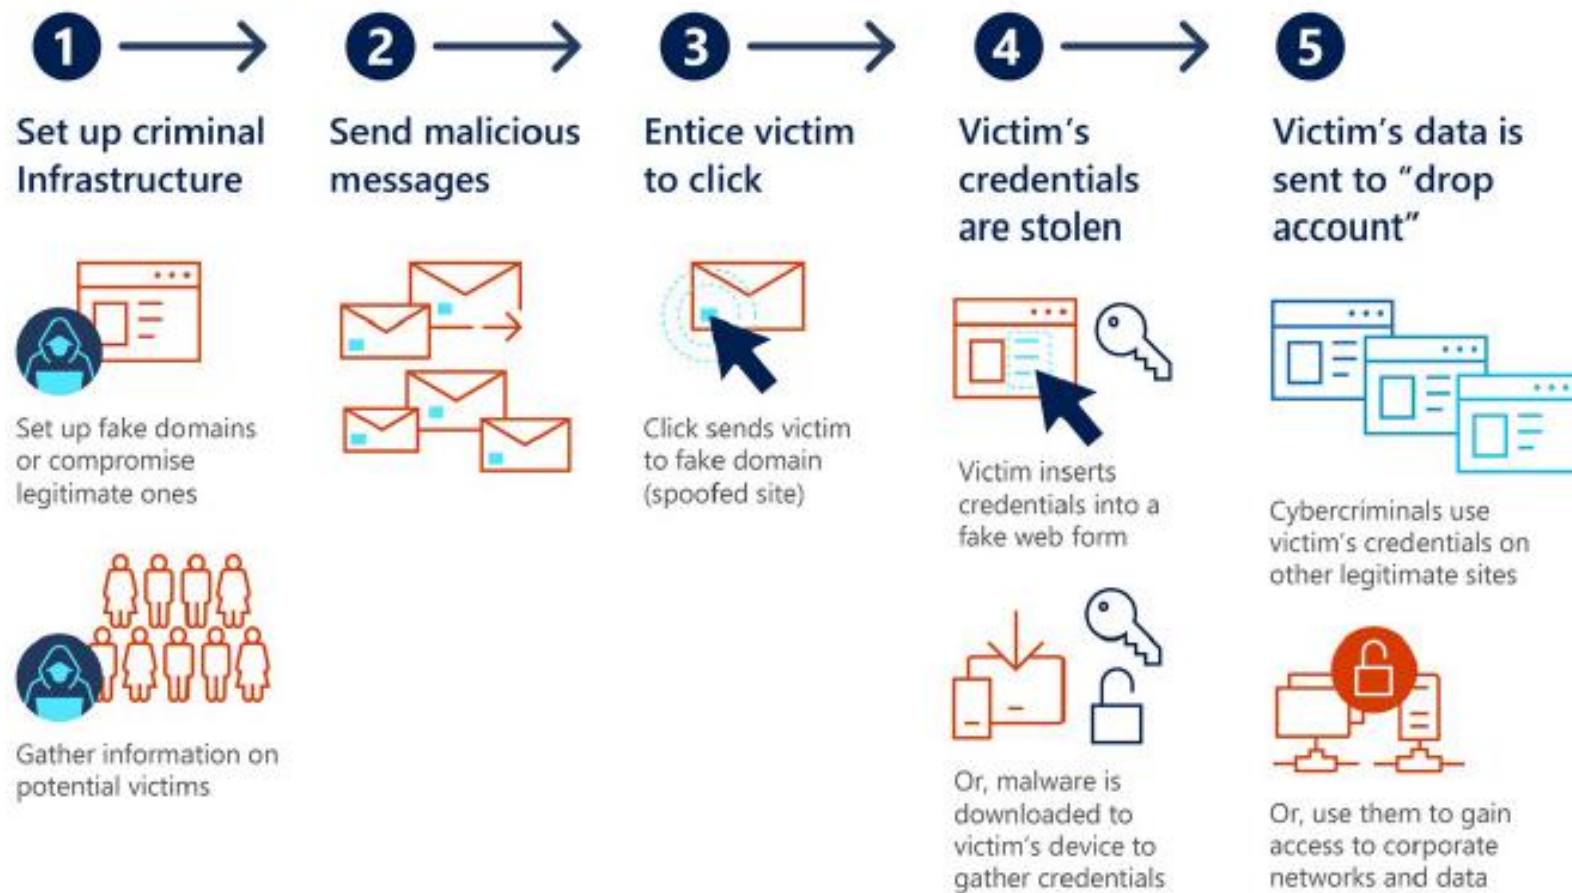 1
Set up criminal
Infrastructure
Set up fake domains
or compromise
legitimate ones
Gather information on
potential victims
2
Send malicious
messages
3
Entice victim
to click
Click sends victim
to fake domain
(spoofed site)
4
Victim's
credentials
are stolen
Victim inserts
credentials into a
fake web form
Or, malware is
downloaded to
victim's device to
gather credentials
5
Victim's data is
sent to “drop
account”
Cybercriminals use
victim's credentials on
other legitimate sites
Or, use them to gain
access to corporate
networks and data